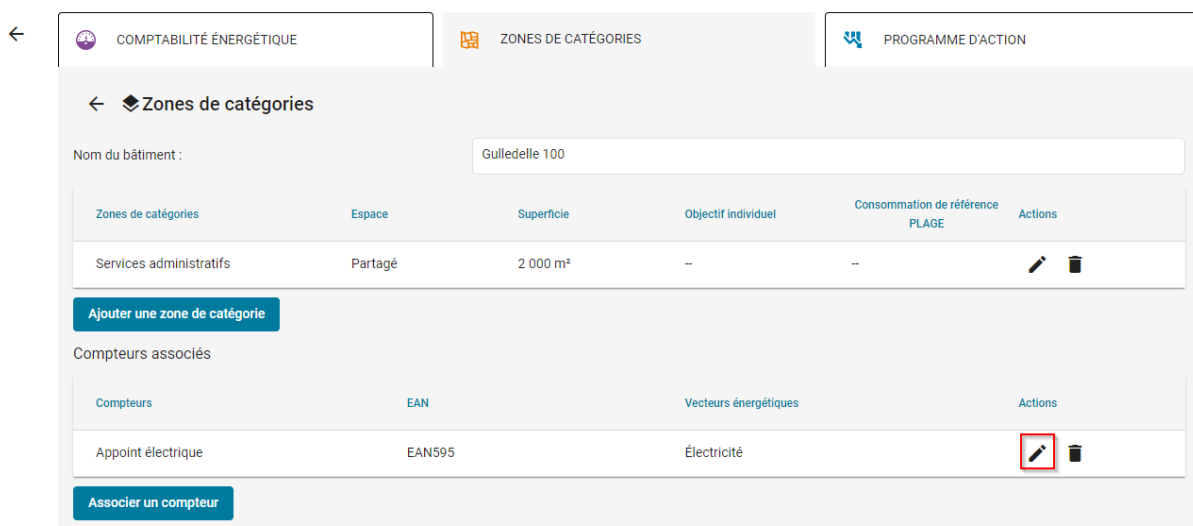 COMPTABILITÉ ÉNERGÉTIQUE
ZONES DE CATÉGORIES
PROGRAMME D'ACTION
Zones de catégories
Nom du bâtiment :
Gulledelle 100
Zones de catégories
Espace
Superficie
Objectif individuel
Consommation de référence
PLAGE
Actions
Services administratifs
Partagé
2 000 m²
--
--
Ajouter une zone de catégorie
Compteurs associés
Compteurs
EAN
Vecteurs énergétiques
Actions
Appoint électrique
EAN595
Électricité
Associer un compteur